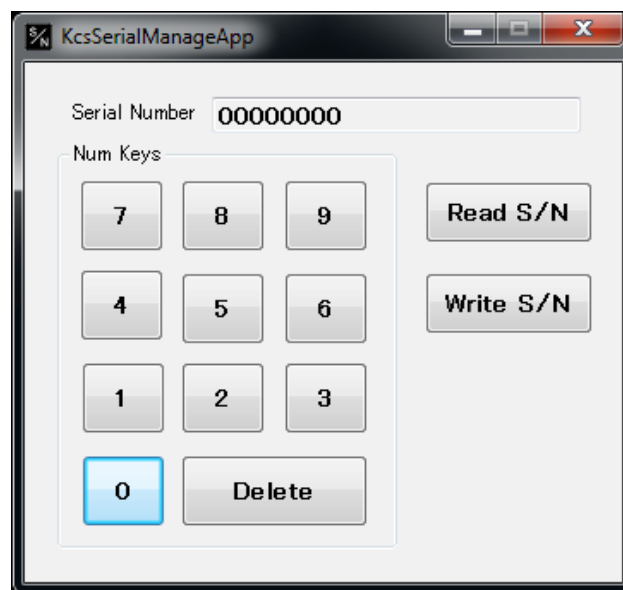 S/N KcsSerialManageApp
Serial Number 00000000
Num Keys
7 8 9 Read S/N
4 5 6 Write S/N
1 2 3
0 Delete